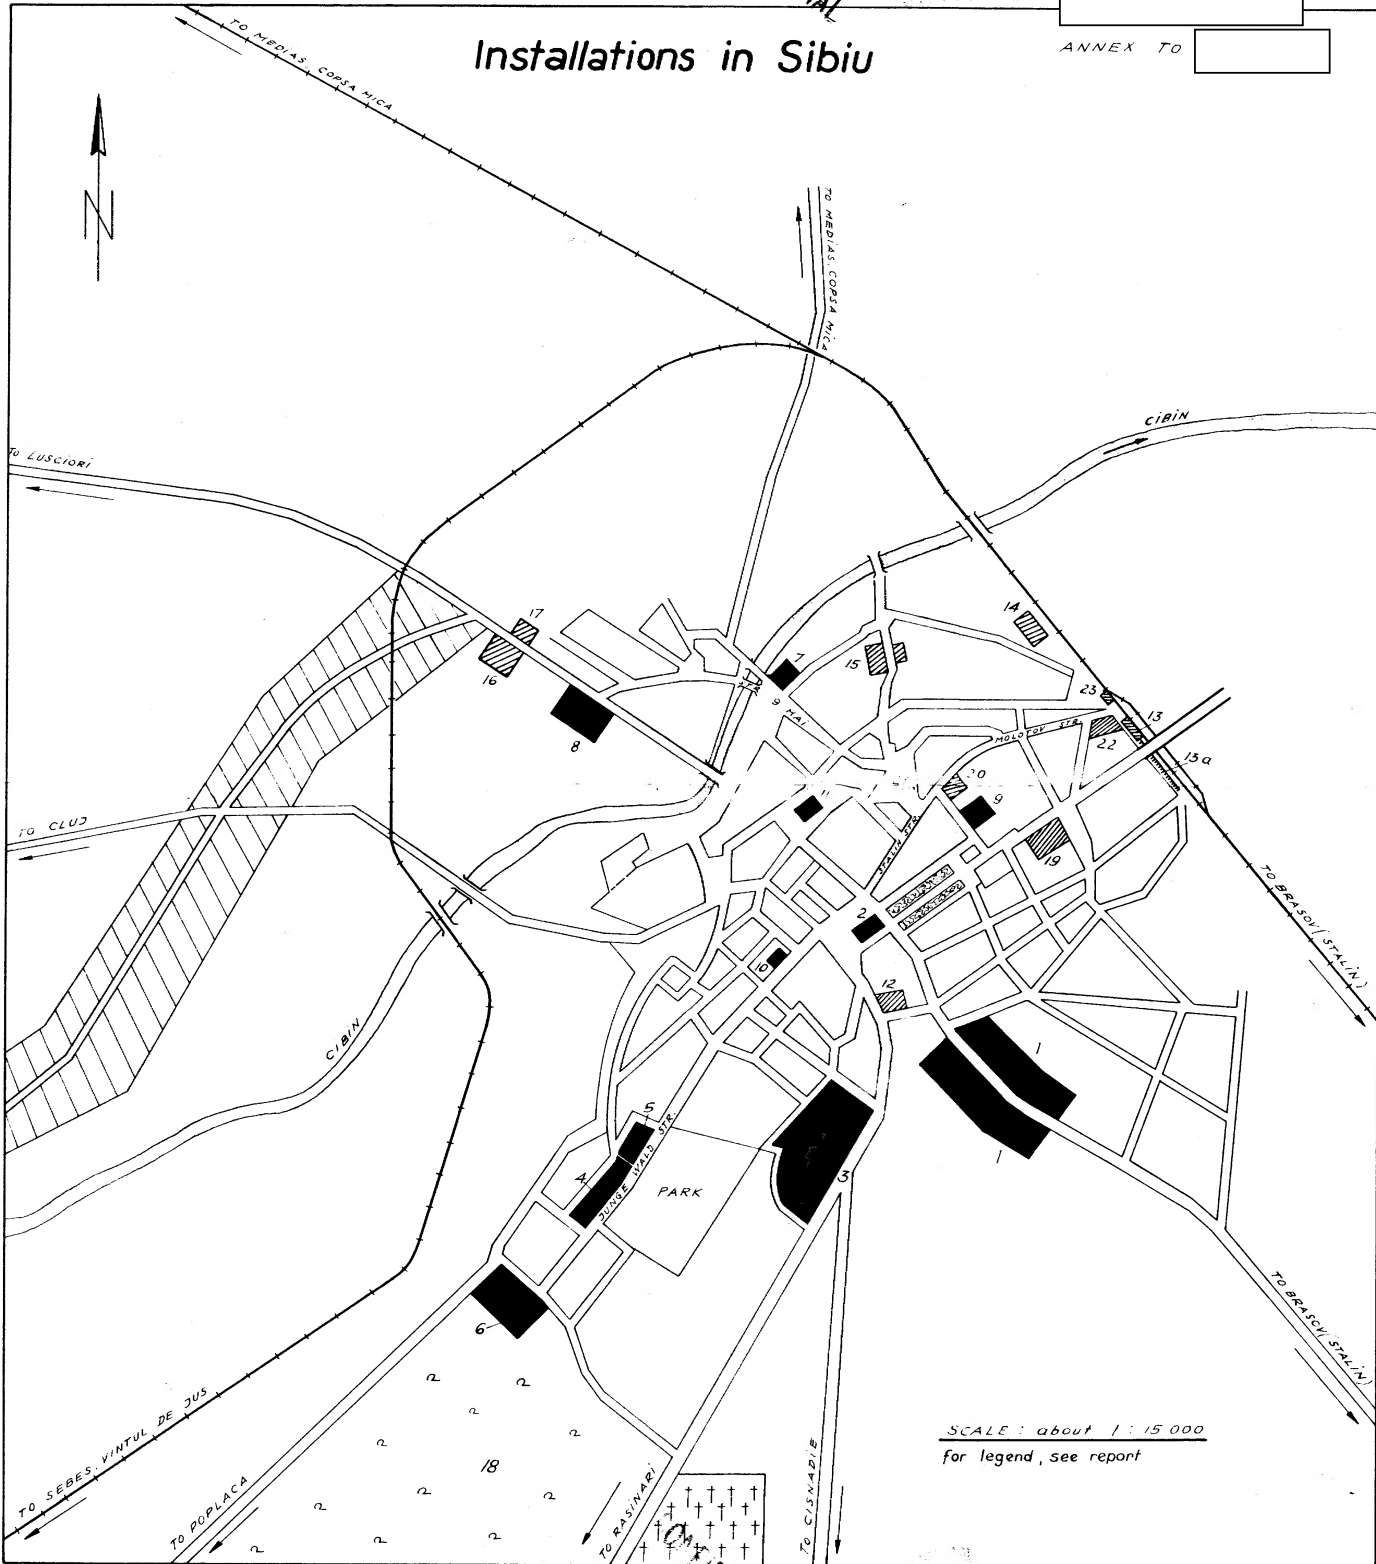 Installations in Sibiu
ANNEX TO
TO MEDIAS, COPSA MICA
N
TO MEDIAS, COPSA MICA
CIBIN
TO LUSCIORI
17
14
15
16
7
23
9 MAI
13
8
MOLOTOV STR.
22
13a
20
9
11
TO CLUJ
STALIN STR.
19
TO BRASOV (STALIN)
2
10
12
CIBIN
1
5
1
4
JUNGE WALD STR.
PARK
3
6
TO BRASOV (STALIN)
TO SEBES, VINTUL DE JUS
SCALE: about 1:15 000
for legend, see report
18
TO POPLACA
TO RASINARI
TO CISNADIE